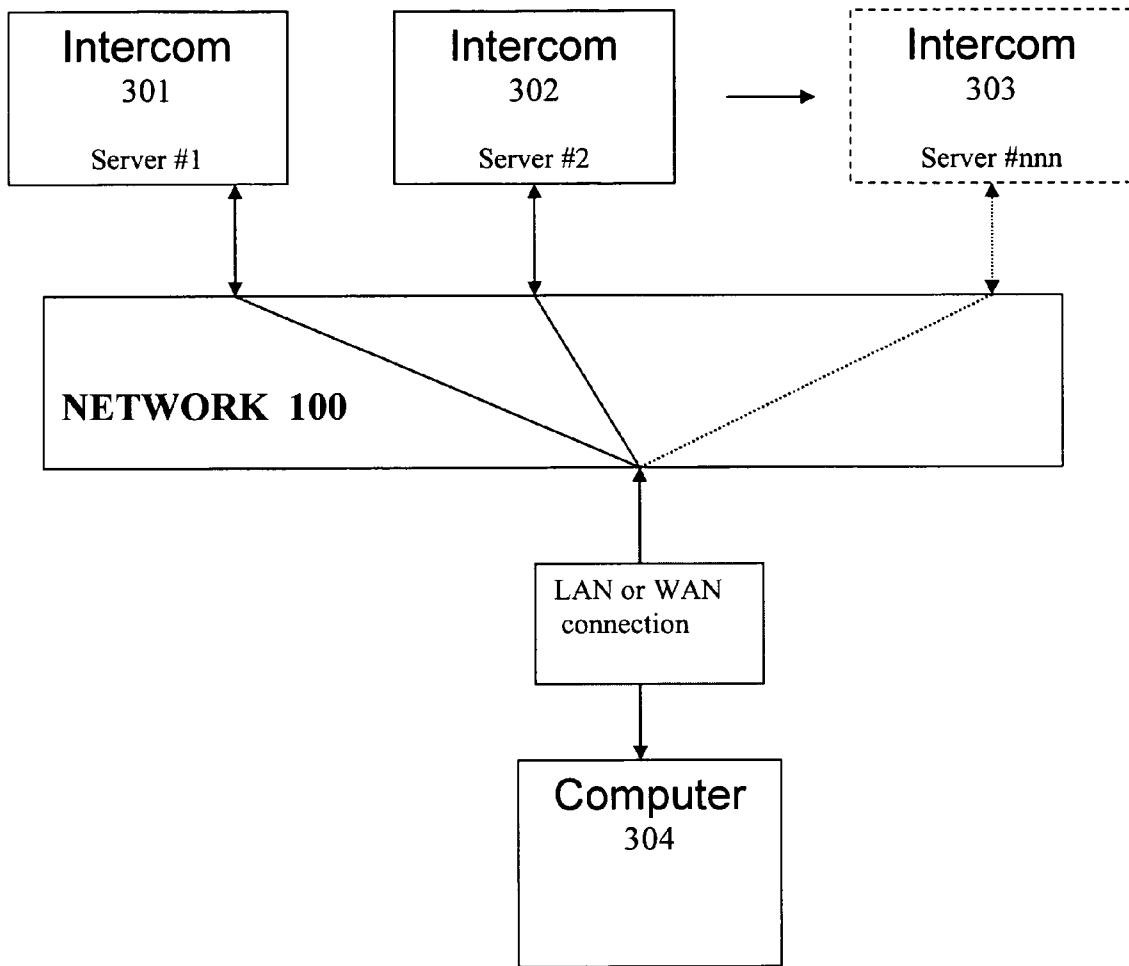 Intercom
301
Server #1
Intercom
302
Server #2
Intercom
303
Server #nnn
NETWORK 100
LAN or WAN
connection
Computer
304